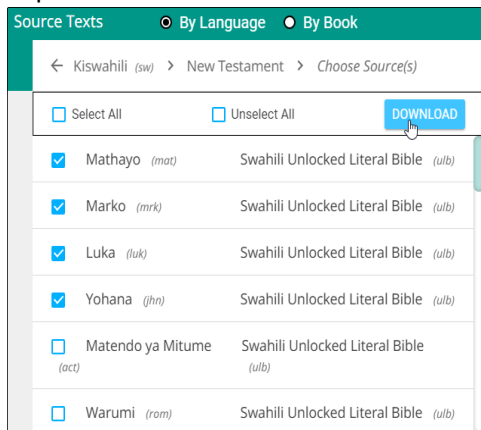 Source Texts By Language By Book
← Kiswahili (sw) > New Testament > Choose Source(s)
Select All Unselect All DOWNLOAD
Mathayo (mat) Swahili Unlocked Literal Bible (ulb)
Marko (mrk) Swahili Unlocked Literal Bible (ulb)
Luka (luk) Swahili Unlocked Literal Bible (ulb)
Yohana (jhn) Swahili Unlocked Literal Bible (ulb)
Matendo ya Mitume Swahili Unlocked Literal Bible
(act) (ulb)
Warumi (rom) Swahili Unlocked Literal Bible (ulb)